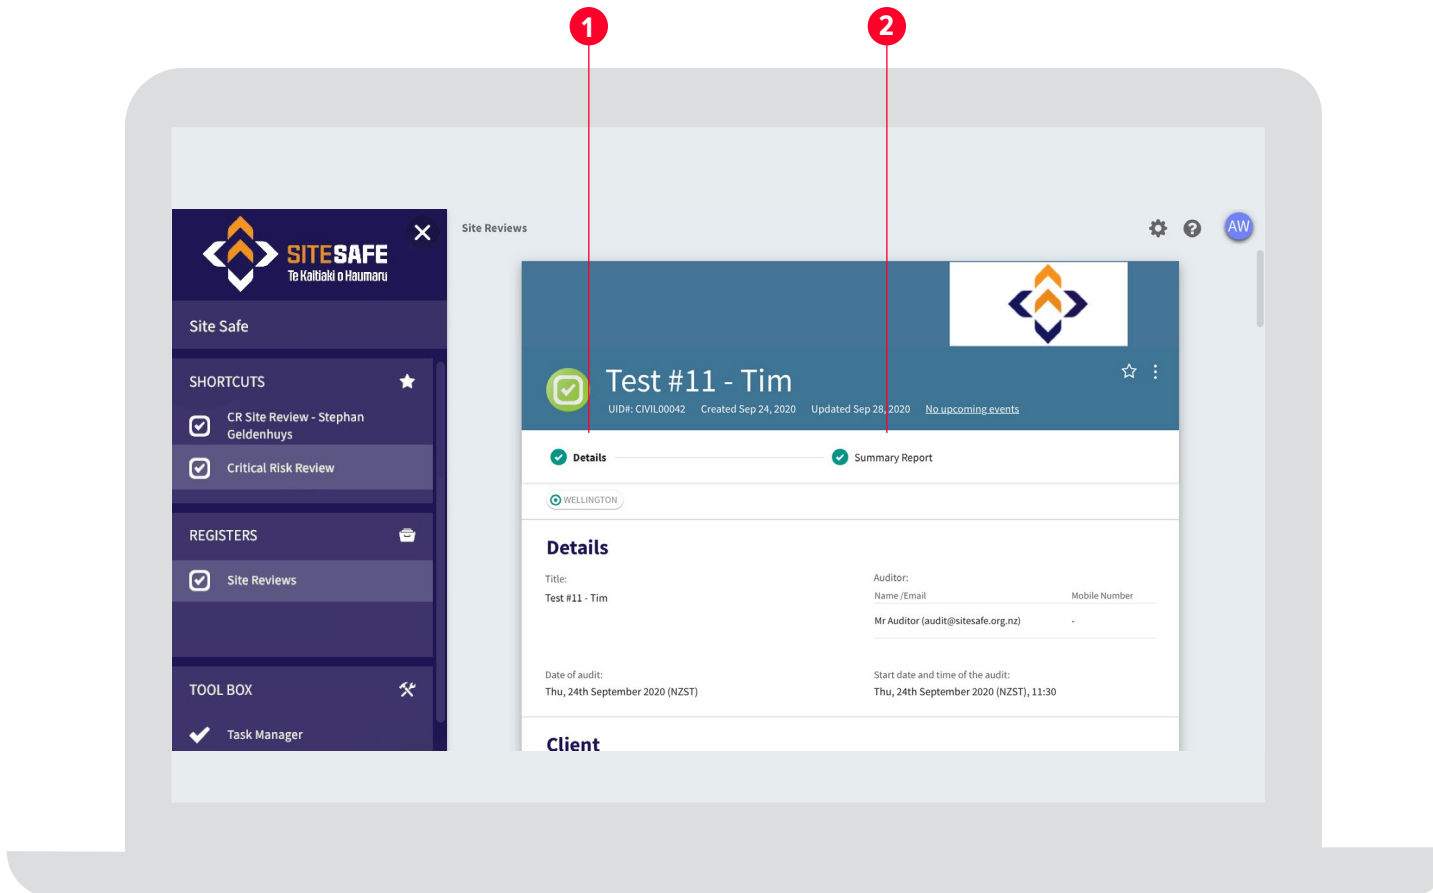 1
2
SITESAFE
Te Kaitiaki o Haumaru
Site Safe
SHORTCUTS
CR Site Review - Stephan
Geldenhuys
Critical Risk Review
REGISTERS
Site Reviews
TOOL BOX
Task Manager
Site Reviews
AW
Test #11 - Tim
UID#: CIVIL00042 Created Sep 24, 2020 Updated Sep 28, 2020 No upcoming events
Details
Summary Report
WELLINGTON
Details
Title:
Test #11 - Tim
Auditor:
Name /Email Mobile Number
Mr Auditor (audit@sitesafe.org.nz) -
Date of audit:
Thu, 24th September 2020 (NZST)
Start date and time of the audit:
Thu, 24th September 2020 (NZST), 11:30
Client